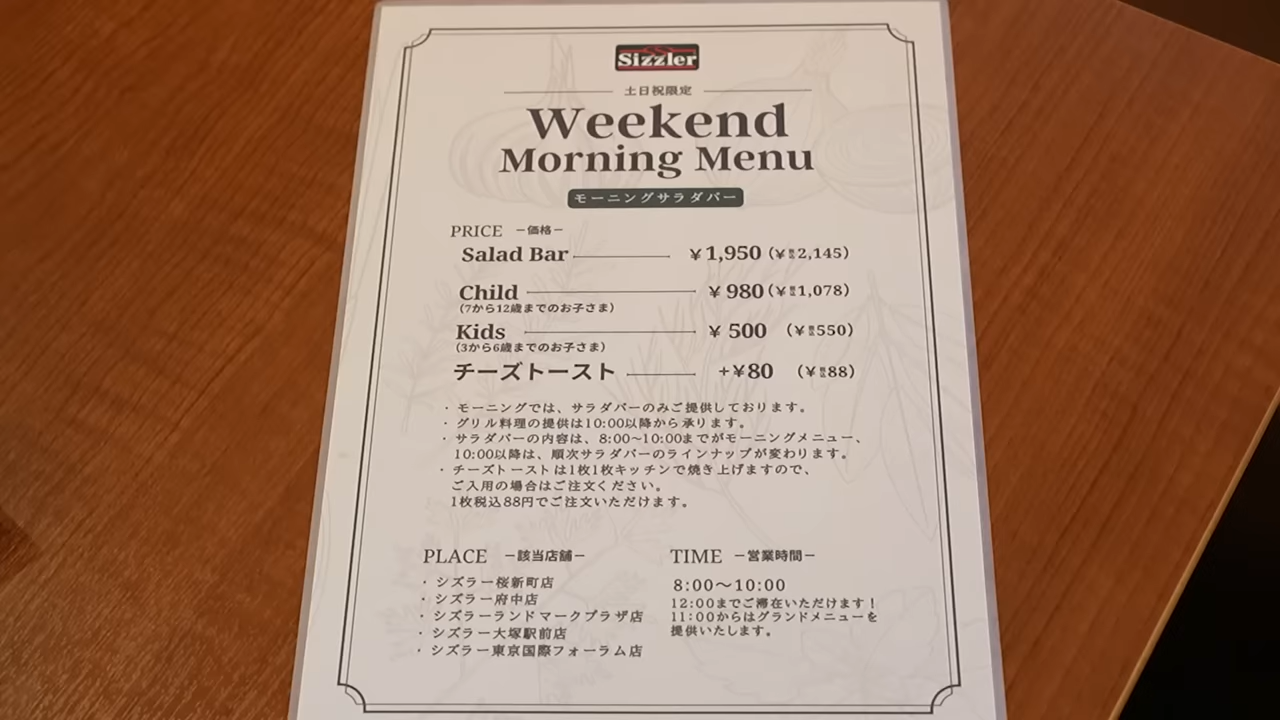 Sizzler
土日祝限定
Weekend
Morning Menu
モーニングサラダバー
PRICE －価格－
Salad Bar ￥1,950（￥税込2,145）
Child ￥ 980（￥税込1,078）
（7から12歳までのお子さま）
Kids ￥ 500 （￥税込550）
（3から6歳までのお子さま）
チーズトースト +￥80 （￥税込88）
・モーニングでは、サラダバーのみご提供しております。
・グリル料理の提供は10:00以降から承ります。
・サラダバーの内容は、8:00~10:00までがモーニングメニュー、
10:00以降は、順次サラダバーのラインナップが変わります。
・チーズトーストは1枚1枚キッチンで焼き上げますので、
ご入用の場合はご注文ください。
1枚税込88円でご注文いただけます。
PLACE －該当店舗－
・シズラー桜新町店
・シズラー府中店
・シズラーランドマークプラザ店
・シズラー大塚駅前店
・シズラー東京国際フォーラム店
TIME －営業時間－
8:00～10:00
12:00までご滞在いただけます！
11:00からはグランドメニューを
提供いたします。